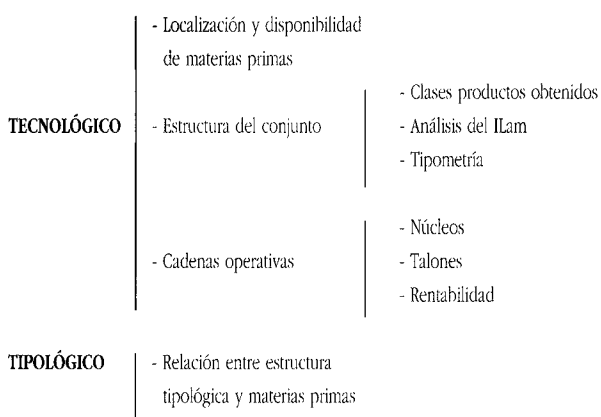 - Localización y disponibilidad
de materias primas
TECNOLÓGICO
- Estructura del conjunto
- Clases productos obtenidos
- Análisis del ILam
- Tipometría
- Cadenas operativas
- Núcleos
- Talones
- Rentabilidad
TIPOLÓGICO
- Relación entre estructura
tipológica y materias primas